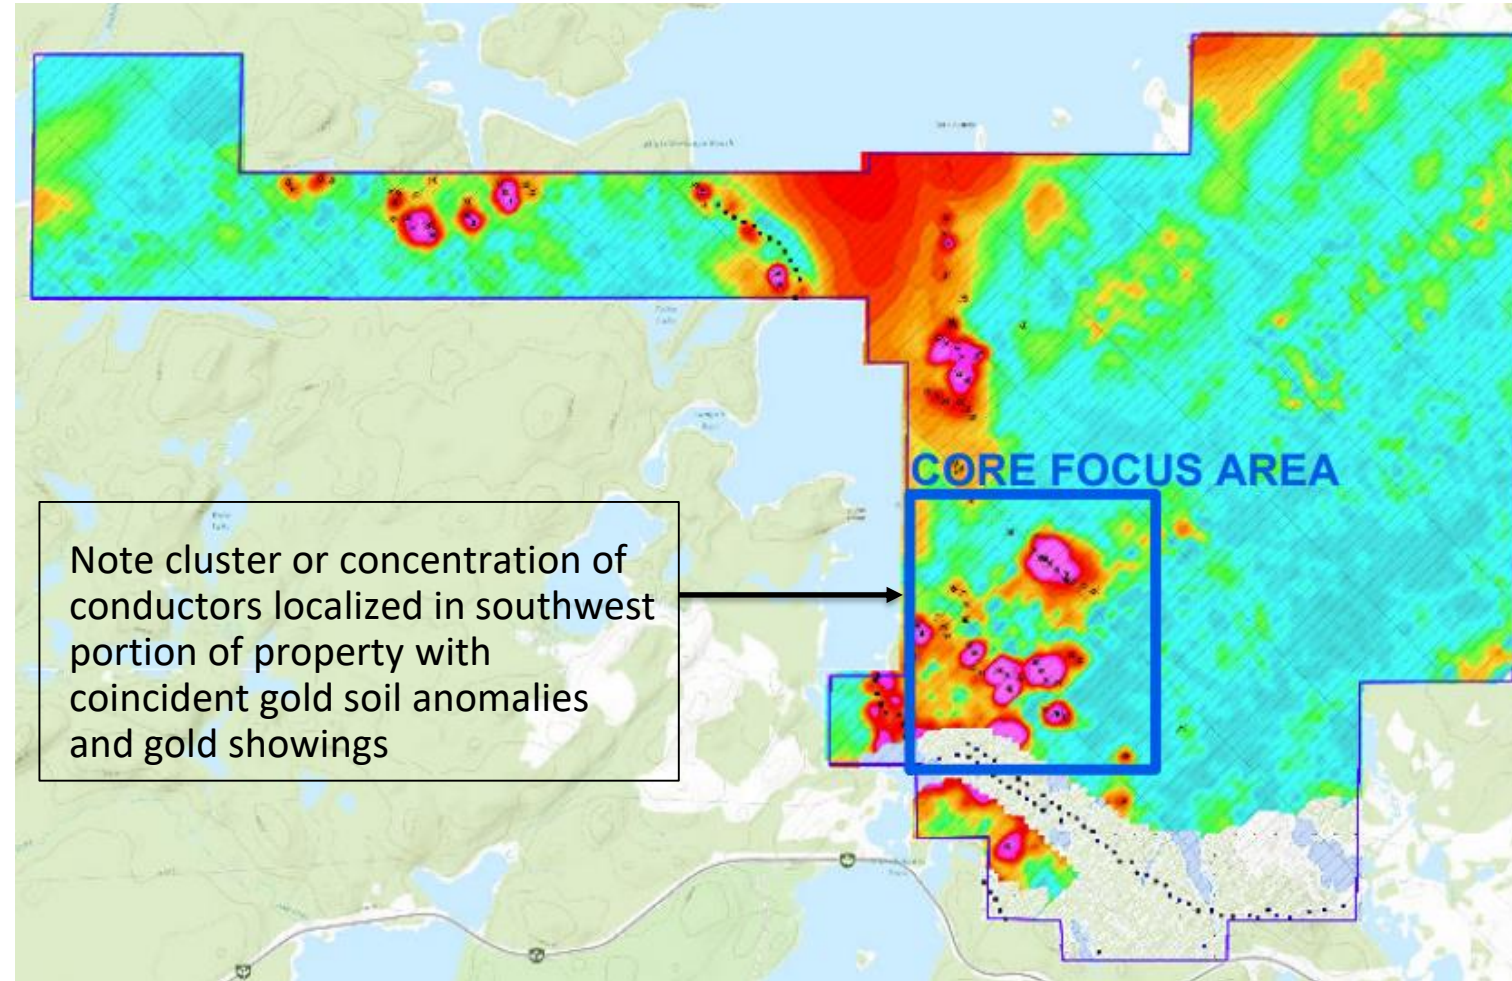 CORE FOCUS AREA
Note cluster or concentration of
conductors localized in southwest
portion of property with
coincident gold soil anomalies
and gold showings